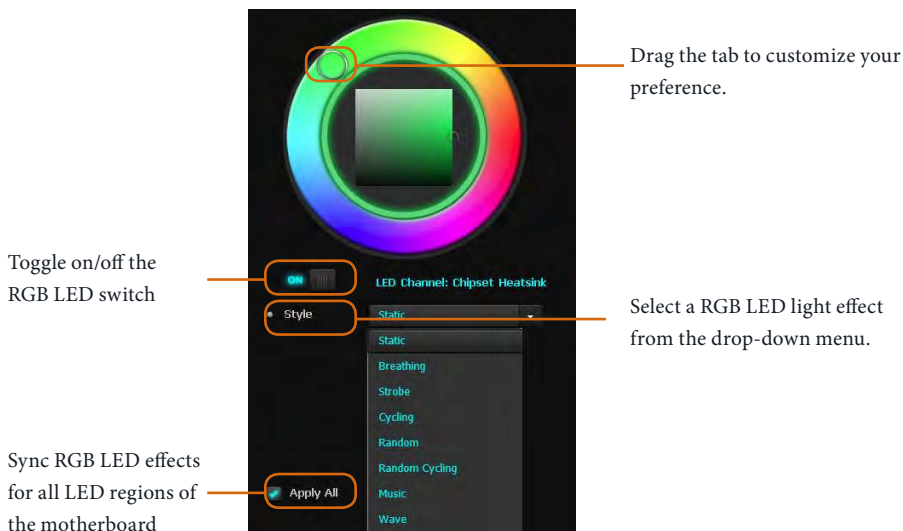 Drag the tab to customize your
preference.
Toggle on/off the
RGB LED switch
ON
LED Channel: Chipset Heatsink
Style
Static
Select a RGB LED light effect
from the drop-down menu.
Static
Breathing
Strobe
Cycling
Random
Random Cycling
Music
Wave
Sync RGB LED effects
for all LED regions of
the motherboard
Apply All